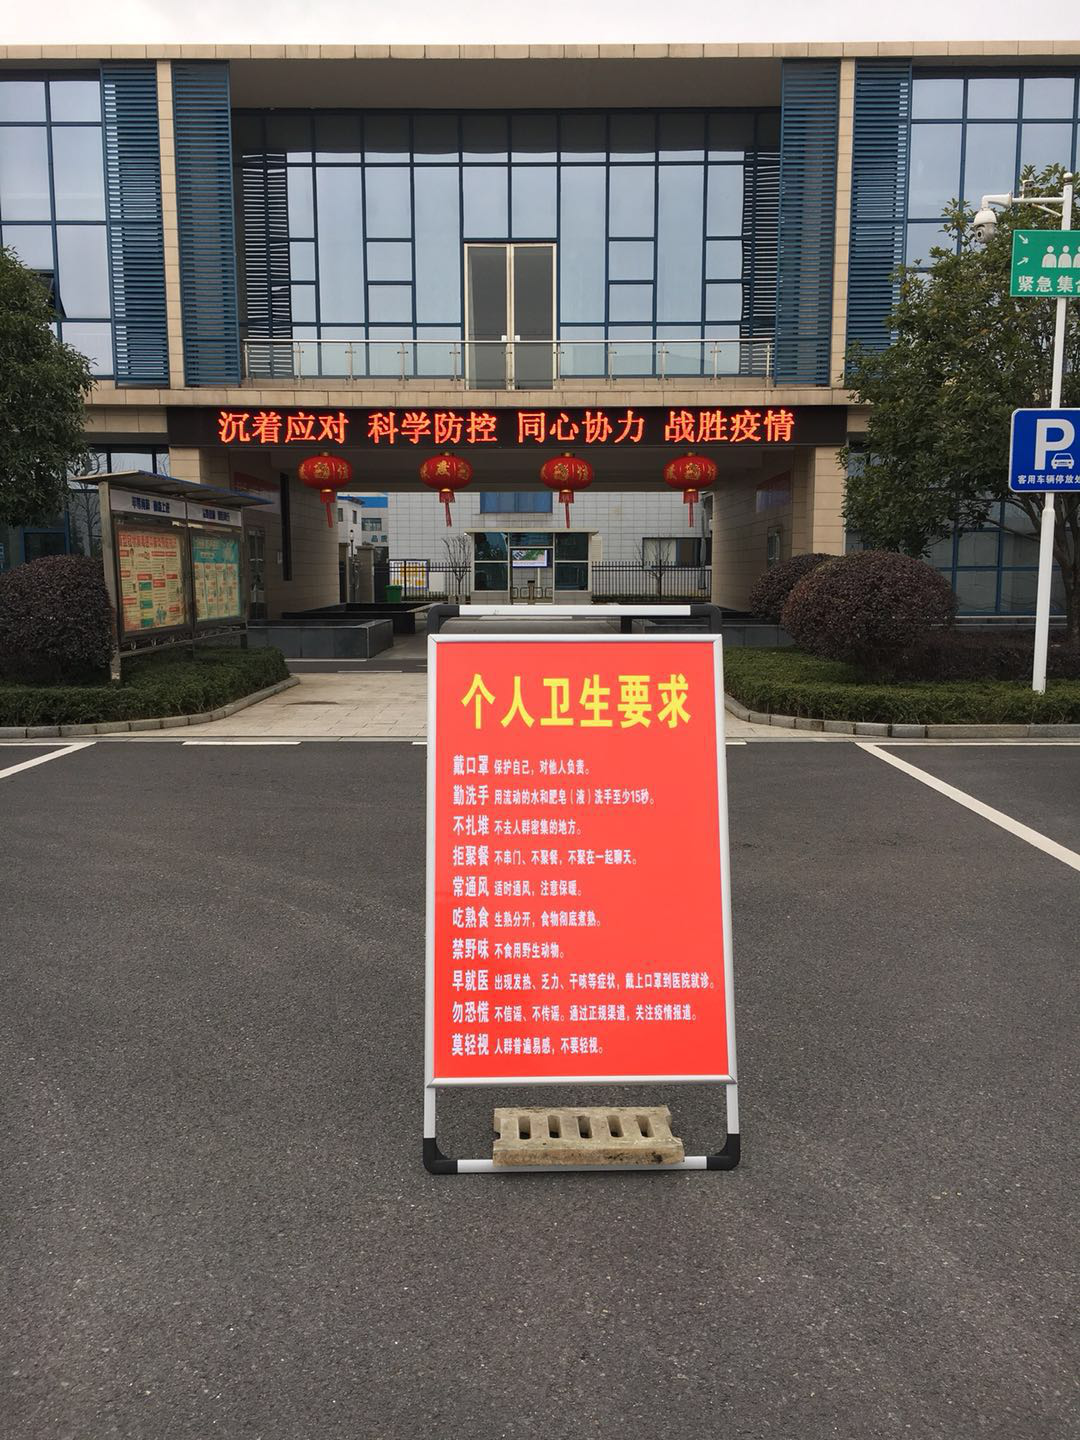 紧急集
沉着应对 科学防控 同心协力 战胜疫情
P
客用车辆停放处
个人卫生要求
戴口罩 保护自己，对他人负责。
勤洗手 用流动的水和肥皂（液）洗手至少15秒。
不扎堆 不去人群密集的地方。
拒聚餐 不串门、不聚餐，不聚在一起聊天。
常通风 适时通风，注意保暖。
吃熟食 生熟分开，食物彻底煮熟。
禁野味 不食用野生动物。
早就医 出现发热、乏力、干咳等症状，戴上口罩到医院就诊。
勿恐慌 不信谣、不传谣。通过正规渠道，关注疫情报道。
莫轻视 人群普遍易感，不要轻视。